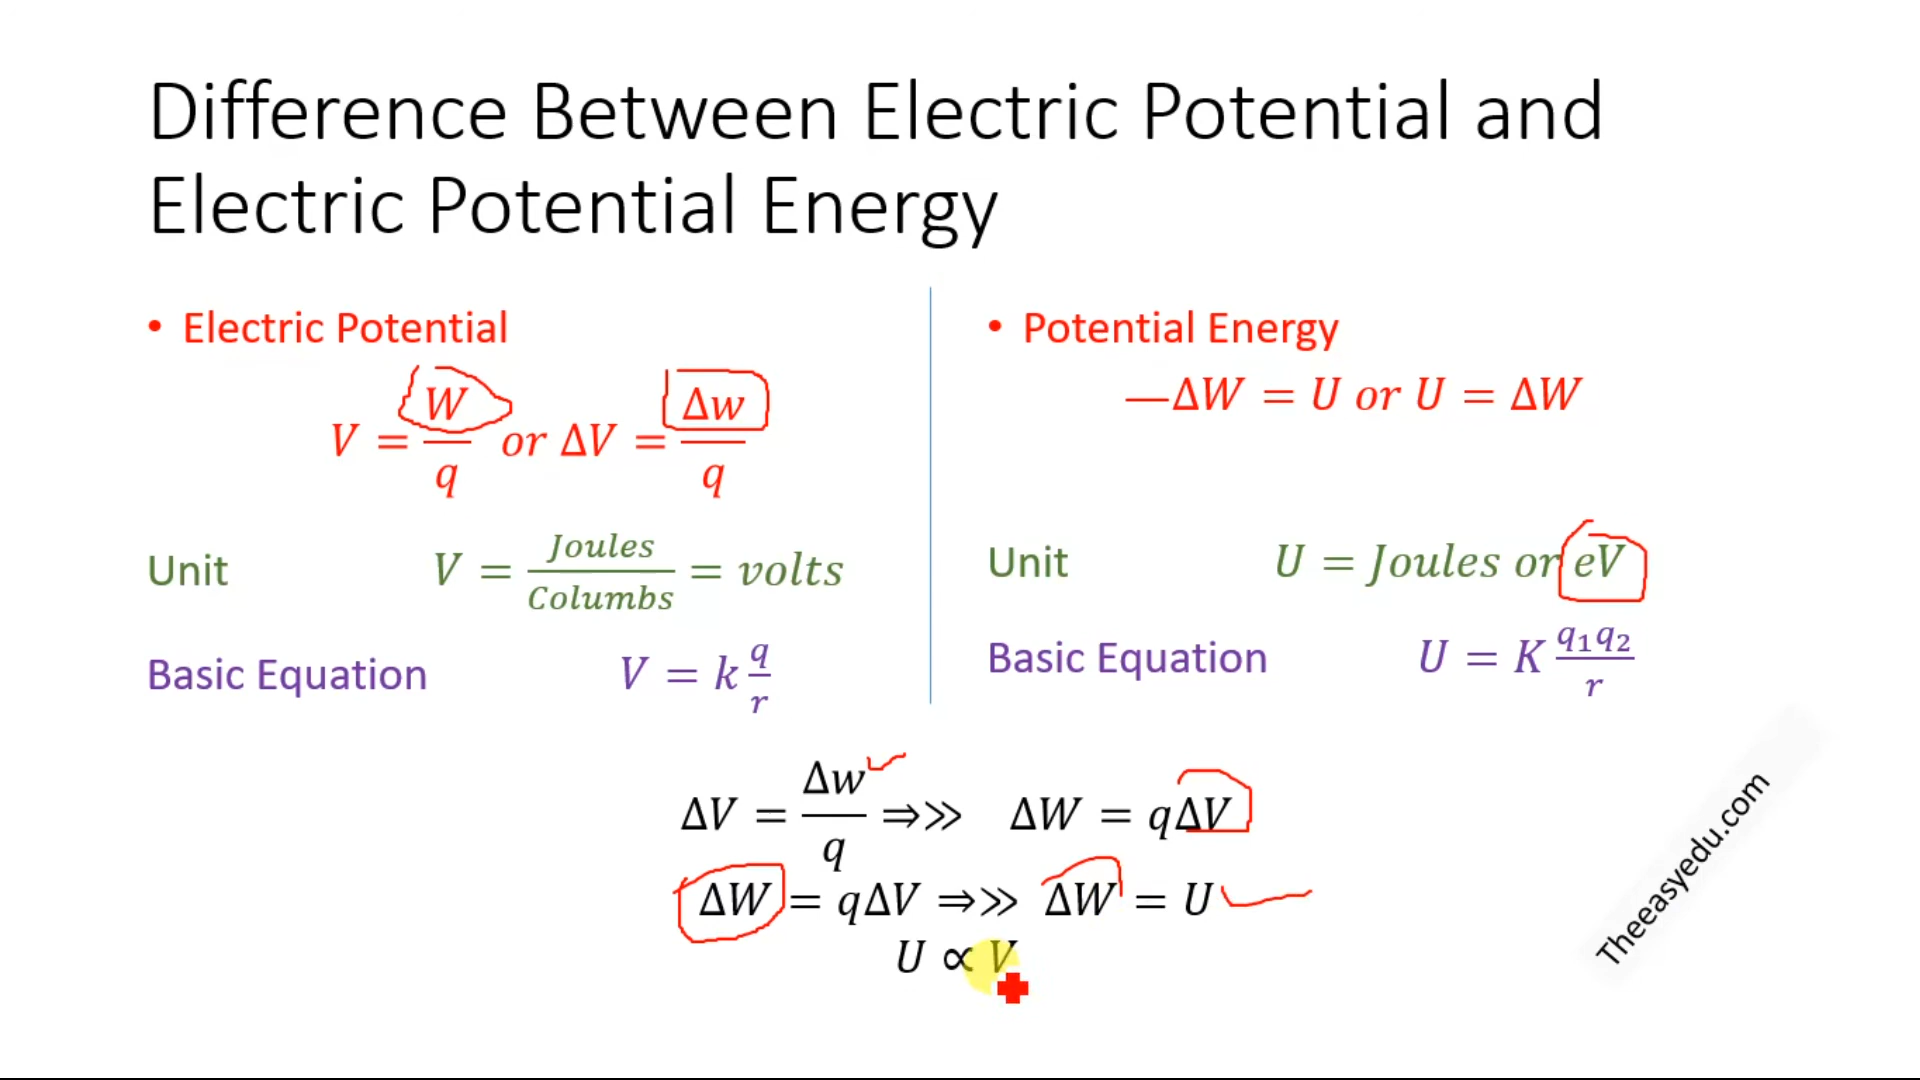 Difference Between Electric Potential and
Electric Potential Energy
• Electric Potential
V = W/q or ΔV = Δw/q
Unit V = Joules/Columbs = volts
Basic Equation V = k q/r
• Potential Energy
—ΔW = U or U = ΔW
Unit U = Joules or eV
Basic Equation U = K q₁q₂/r
ΔV = Δw/q ⇒≫ ΔW = qΔV
ΔW = qΔV ⇒≫ ΔW = U
U ∝ V
Theeasyedu.com